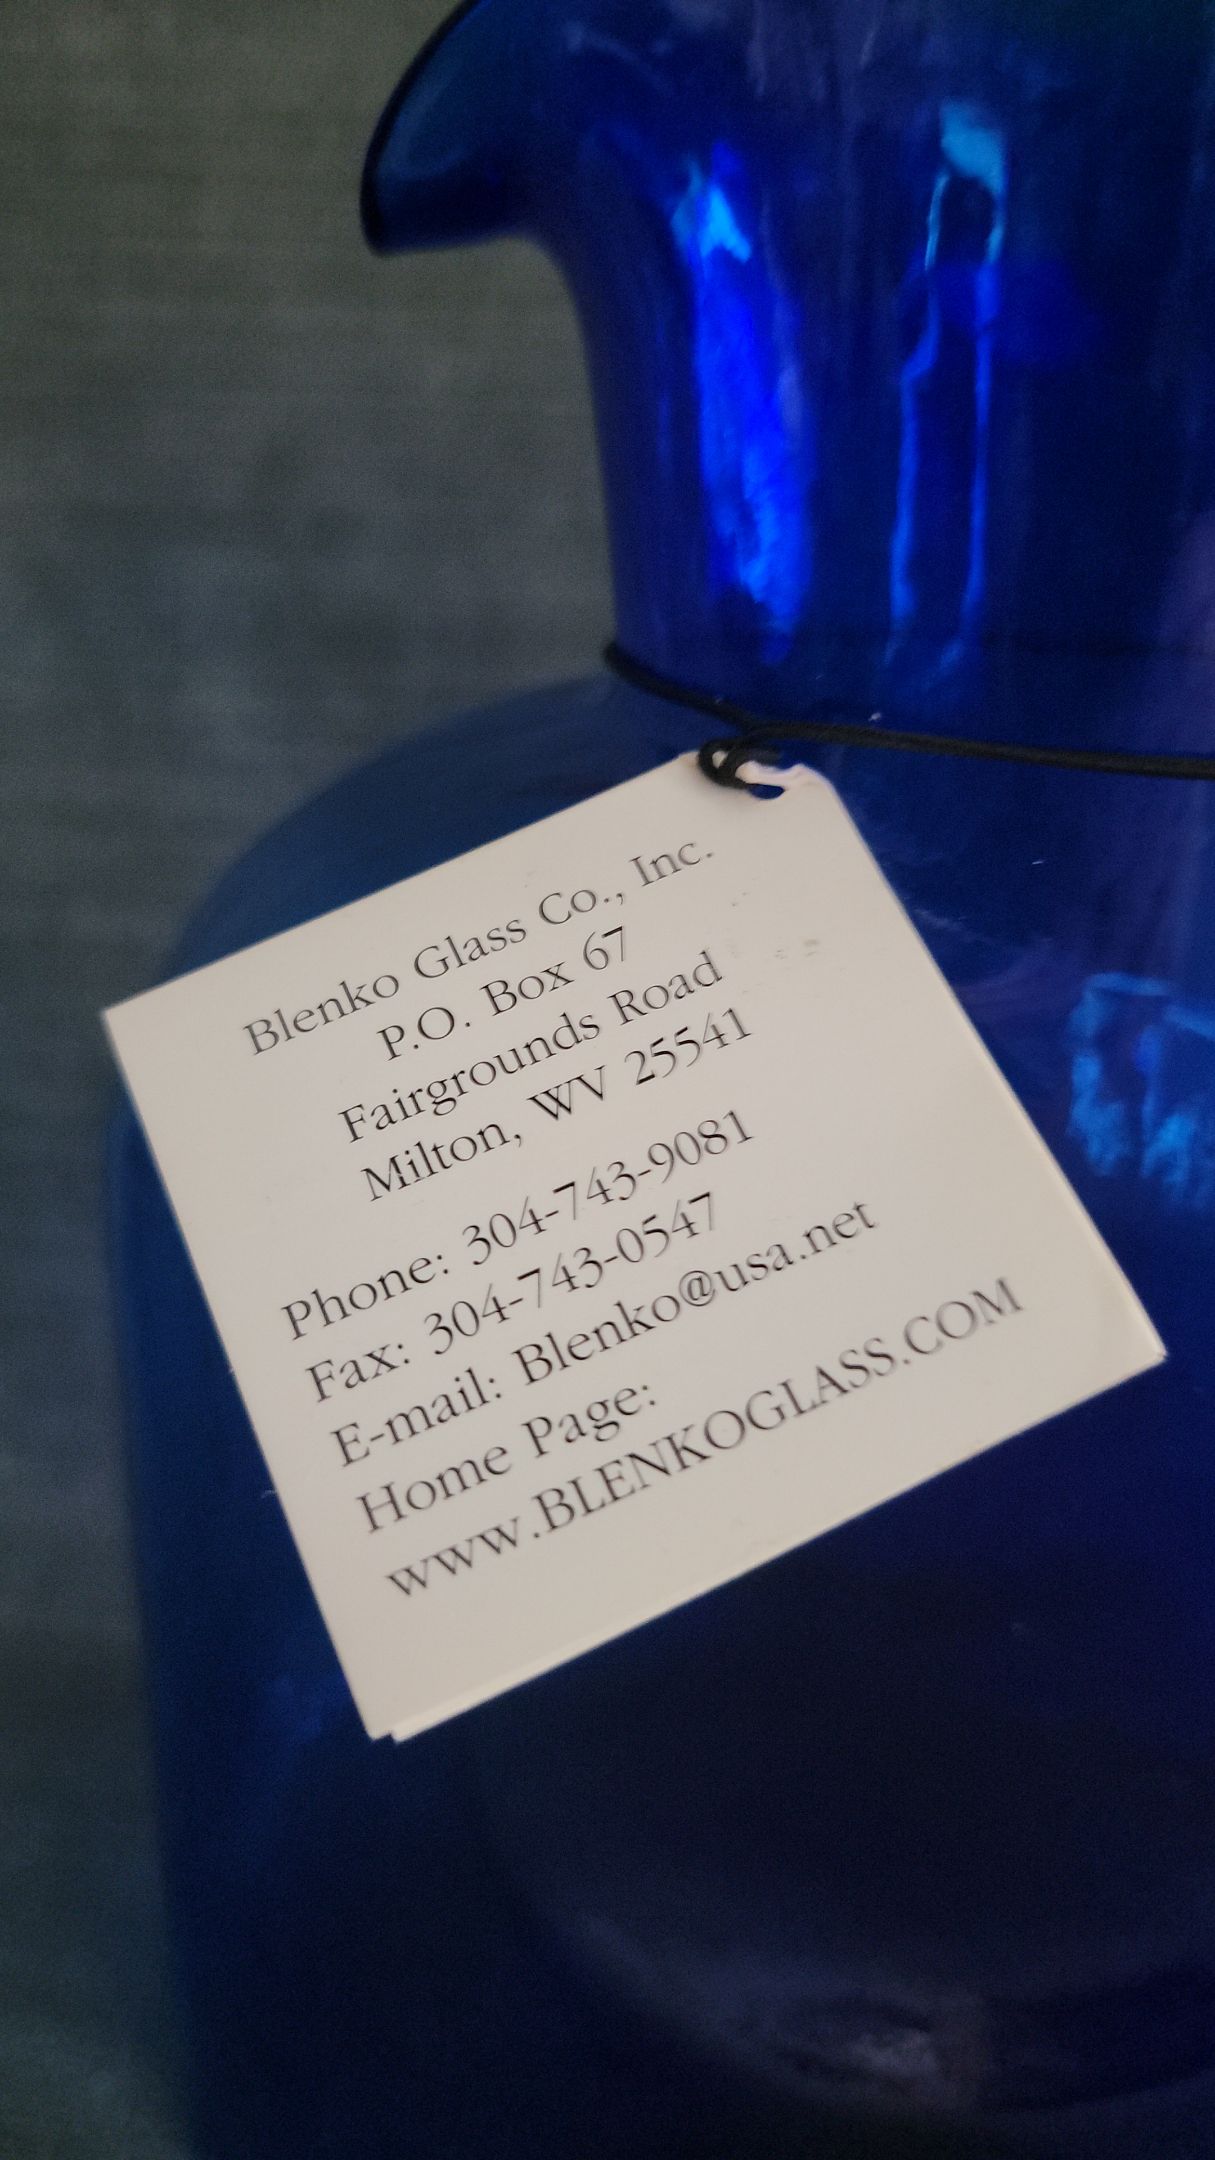 Blenko Glass Co., Inc.
P.O. Box 67
Fairgrounds Road
Milton, WV 25541
Phone: 304-743-9081
Fax: 304-743-0547
E-mail: Blenko@usa.net
Home Page:
www.BLENKOGLASS.COM